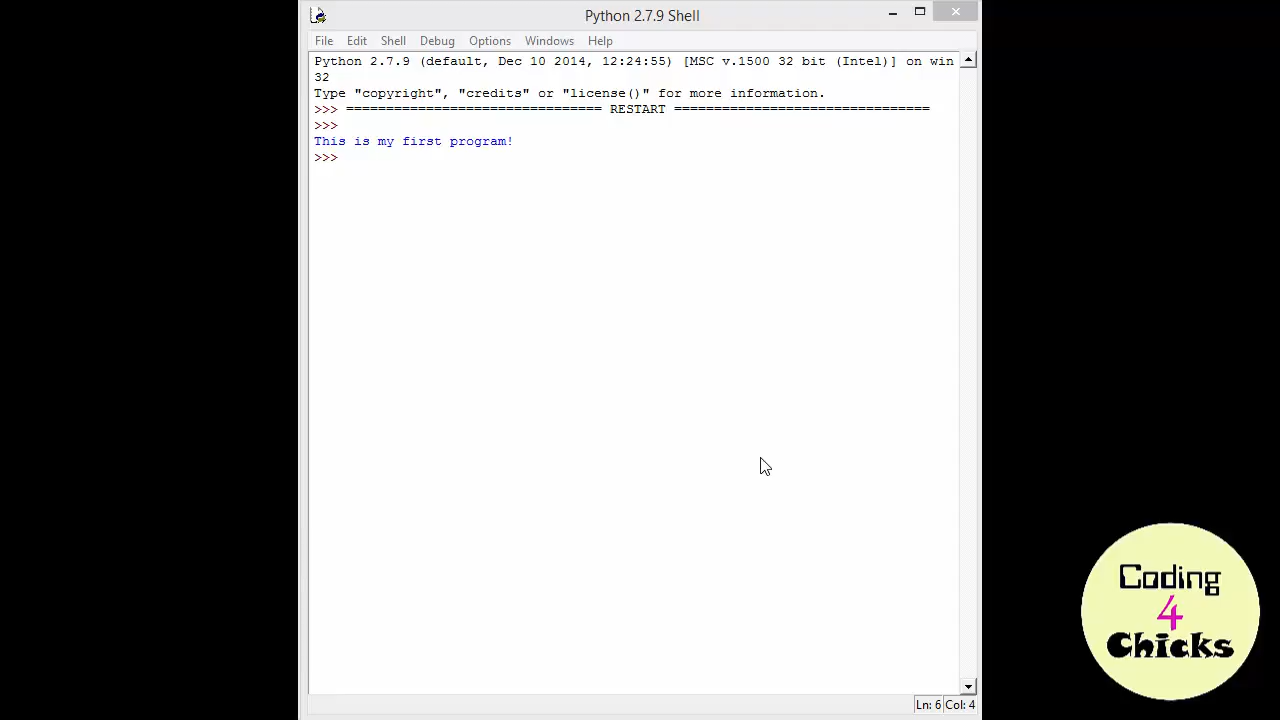 Python 2.7.9 Shell
File Edit Shell Debug Options Windows Help
Python 2.7.9 (default, Dec 10 2014, 12:24:55) [MSC v.1500 32 bit (Intel)] on win
32
Type "copyright", "credits" or "license()" for more information.
>>> ================================ RESTART ================================
>>>
This is my first program!
>>>
Ln: 6 Col: 4
Coding
4
Chicks